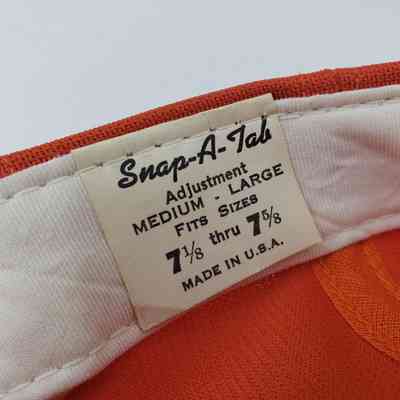 Snap-A-Tab
Adjustment
MEDIUM - LARGE
FITS SIZES
7 1/8 thru 7 5/8
MADE IN U.S.A.